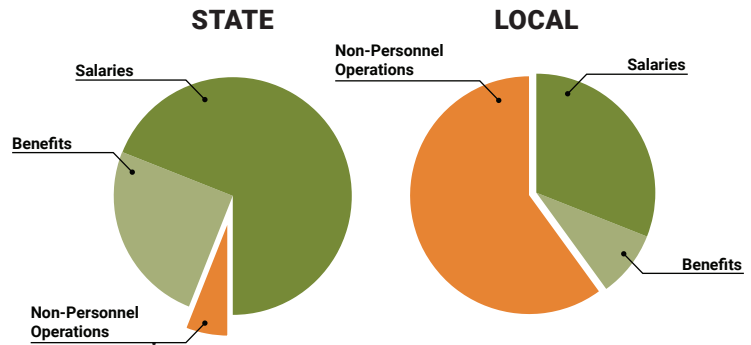 STATE
Salaries
Benefits
Non-Personnel
Operations
LOCAL
Non-Personnel
Operations
Salaries
Benefits